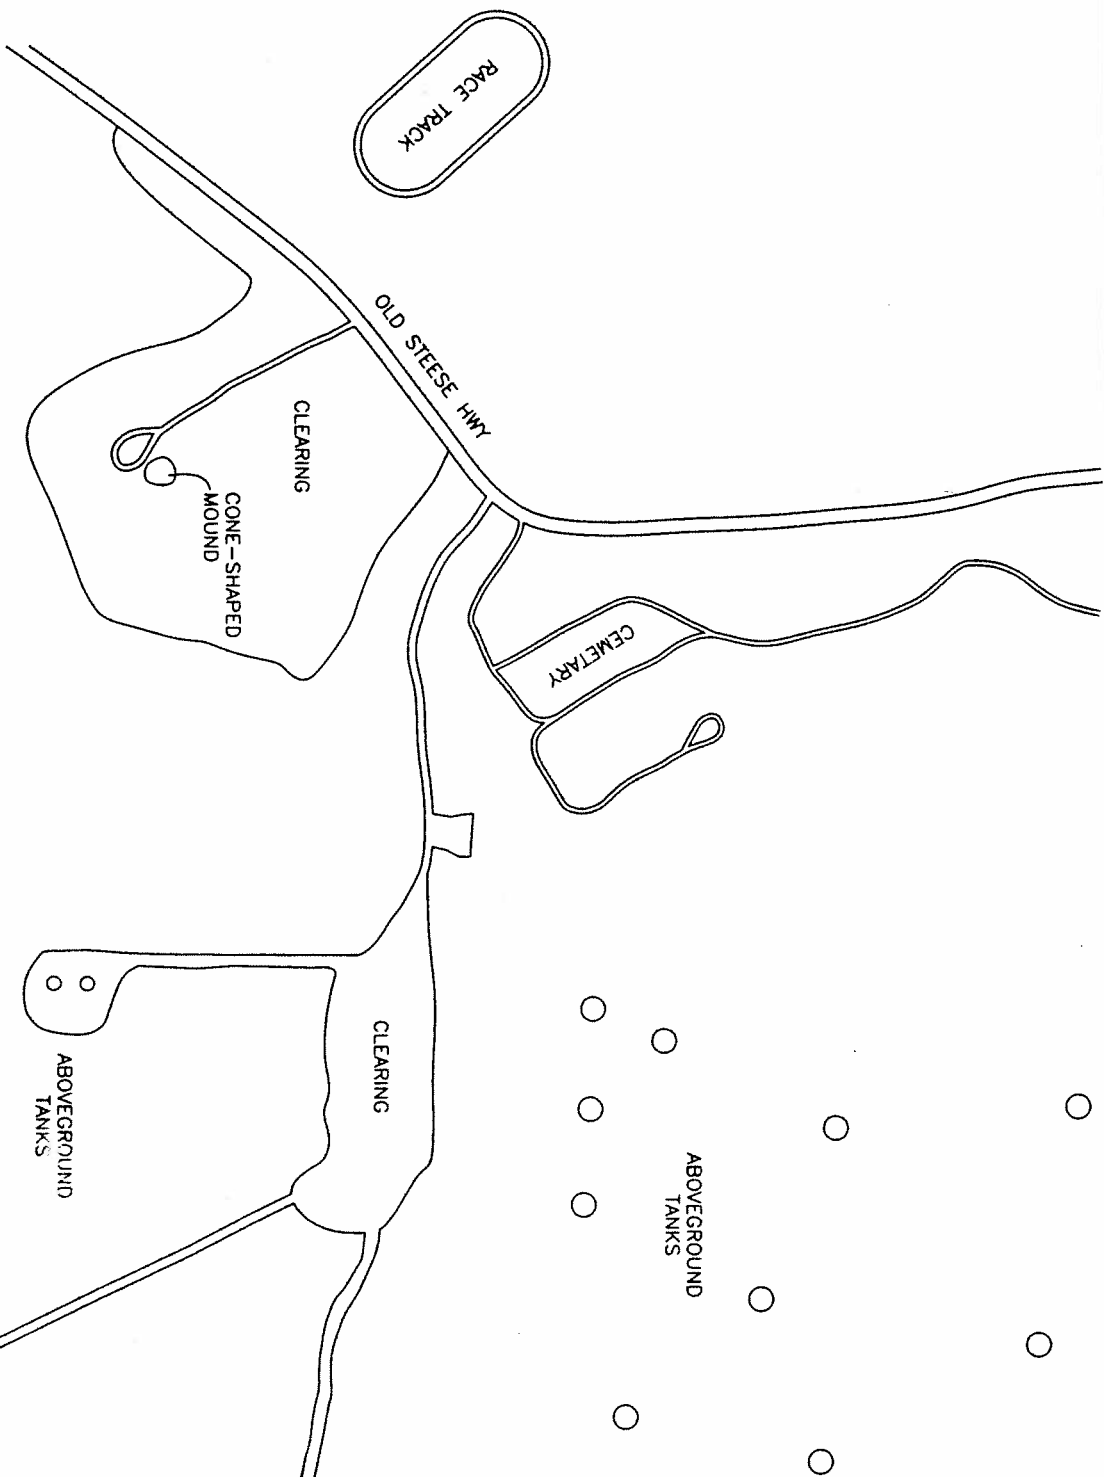 RACE TRACK
OLD STEESE HWY
CLEARING
CONE-SHAPED
MOUND
CEMETARY
CLEARING
ABOVEGROUND
TANKS
ABOVEGROUND
TANKS